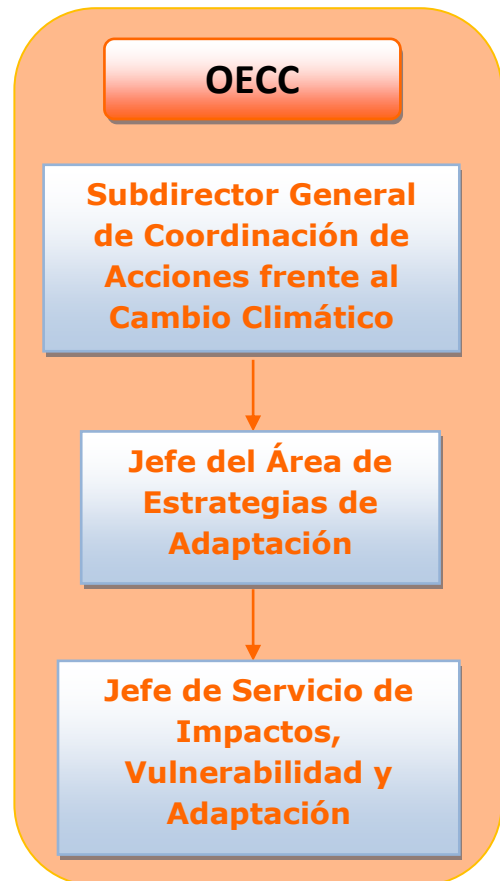 OECC
Subdirector General
de Coordinación de
Acciones frente al
Cambio Climático
Jefe del Área de
Estrategias de
Adaptación
Jefe de Servicio de
Impactos,
Vulnerabilidad y
Adaptación